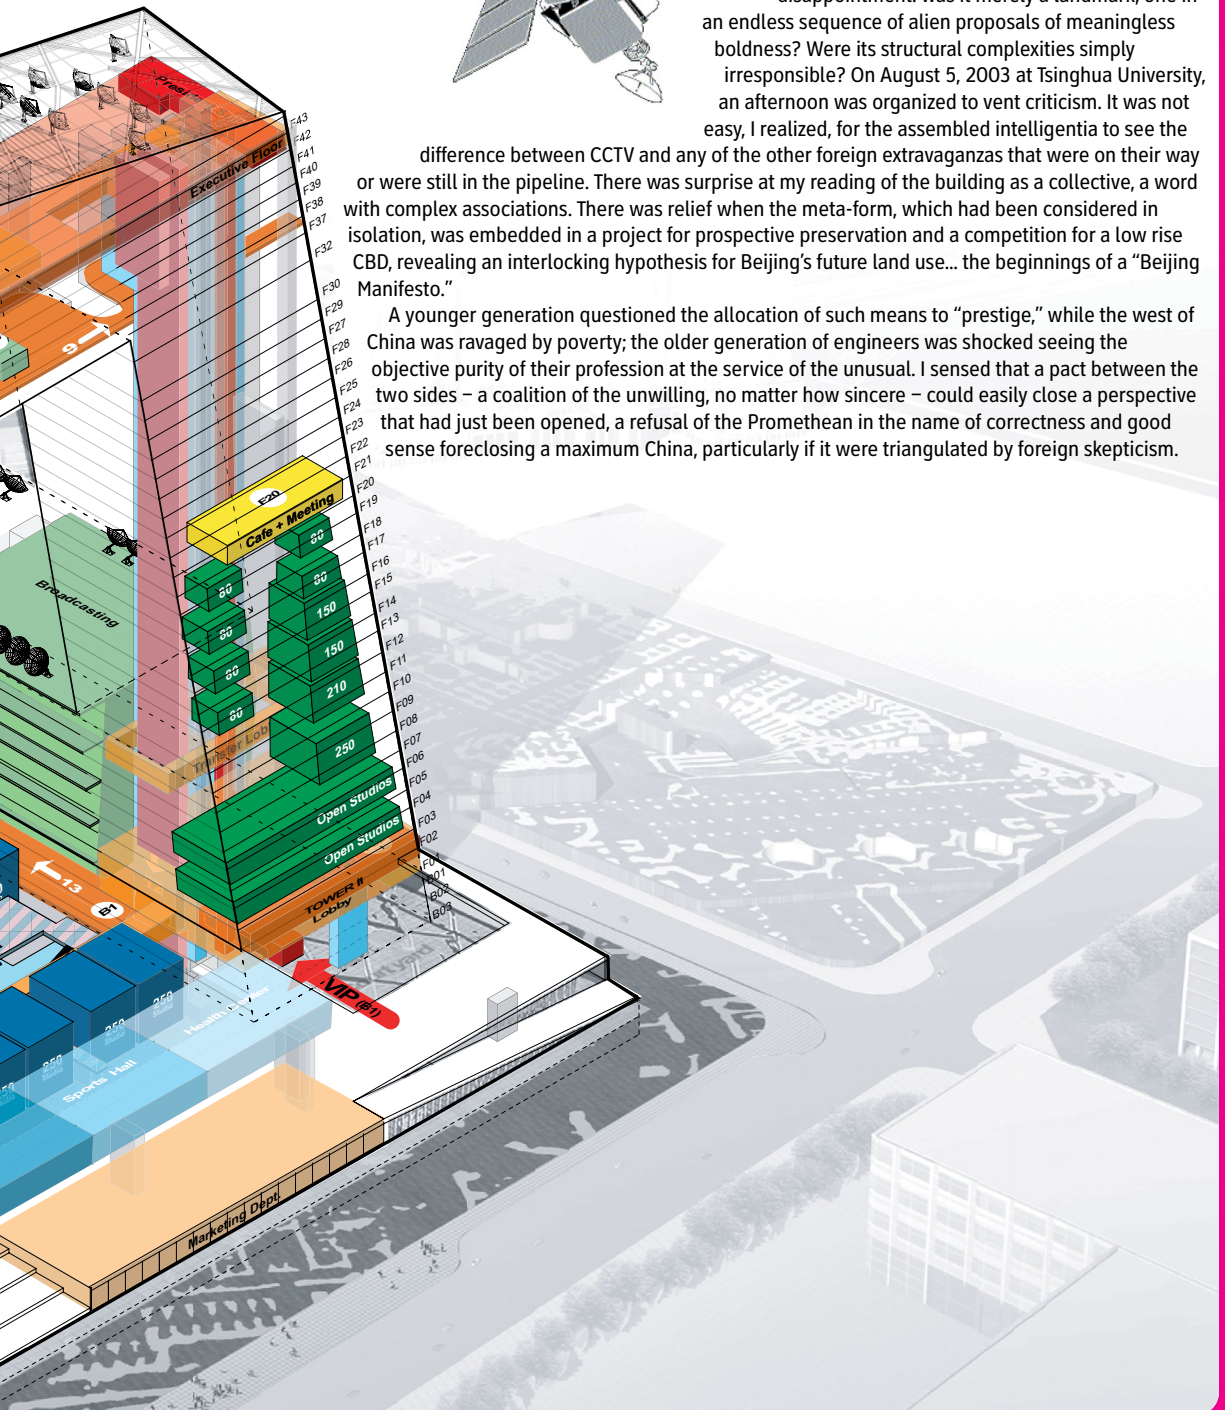 disappointment. Was it merely a landmark, one in
an endless sequence of alien proposals of meaningless
boldness? Were its structural complexities simply
irresponsible? On August 5, 2003 at Tsinghua University,
an afternoon was organized to vent criticism. It was not
easy, I realized, for the assembled intelligentia to see the
difference between CCTV and any of the other foreign extravaganzas that were on their way
or were still in the pipeline. There was surprise at my reading of the building as a collective, a word
with complex associations. There was relief when the meta-form, which had been considered in
isolation, was embedded in a project for prospective preservation and a competition for a low rise
CBD, revealing an interlocking hypothesis for Beijing’s future land use... the beginnings of a “Beijing
Manifesto.”
A younger generation questioned the allocation of such means to “prestige,” while the west of
China was ravaged by poverty; the older generation of engineers was shocked seeing the
objective purity of their profession at the service of the unusual. I sensed that a pact between the
two sides – a coalition of the unwilling, no matter how sincere – could easily close a perspective
that had just been opened, a refusal of the Promethean in the name of correctness and good
sense foreclosing a maximum China, particularly if it were triangulated by foreign skepticism.
Presi
Executive Floor
F43
F42
F41
F40
F39
F38
F37
F32
F30
F29
F27
F28
F26
F25
F24
F23
F22
F21
F20
F19
F18
F17
F16
F15
F14
F13
F12
F11
F10
F09
F08
F07
F06
F05
F04
F03
F02
F01
B01
B02
B03
9
F20
Cafe + Meeting
80
80
150
150
210
250
80
80
80
80
Broadcasting
Transfer Lob
Open Studios
Open Studios
TOWER II
Lobby
13
B1
VIP (B1)
Health
250
250
250
Sports Hall
Marketing Dept.